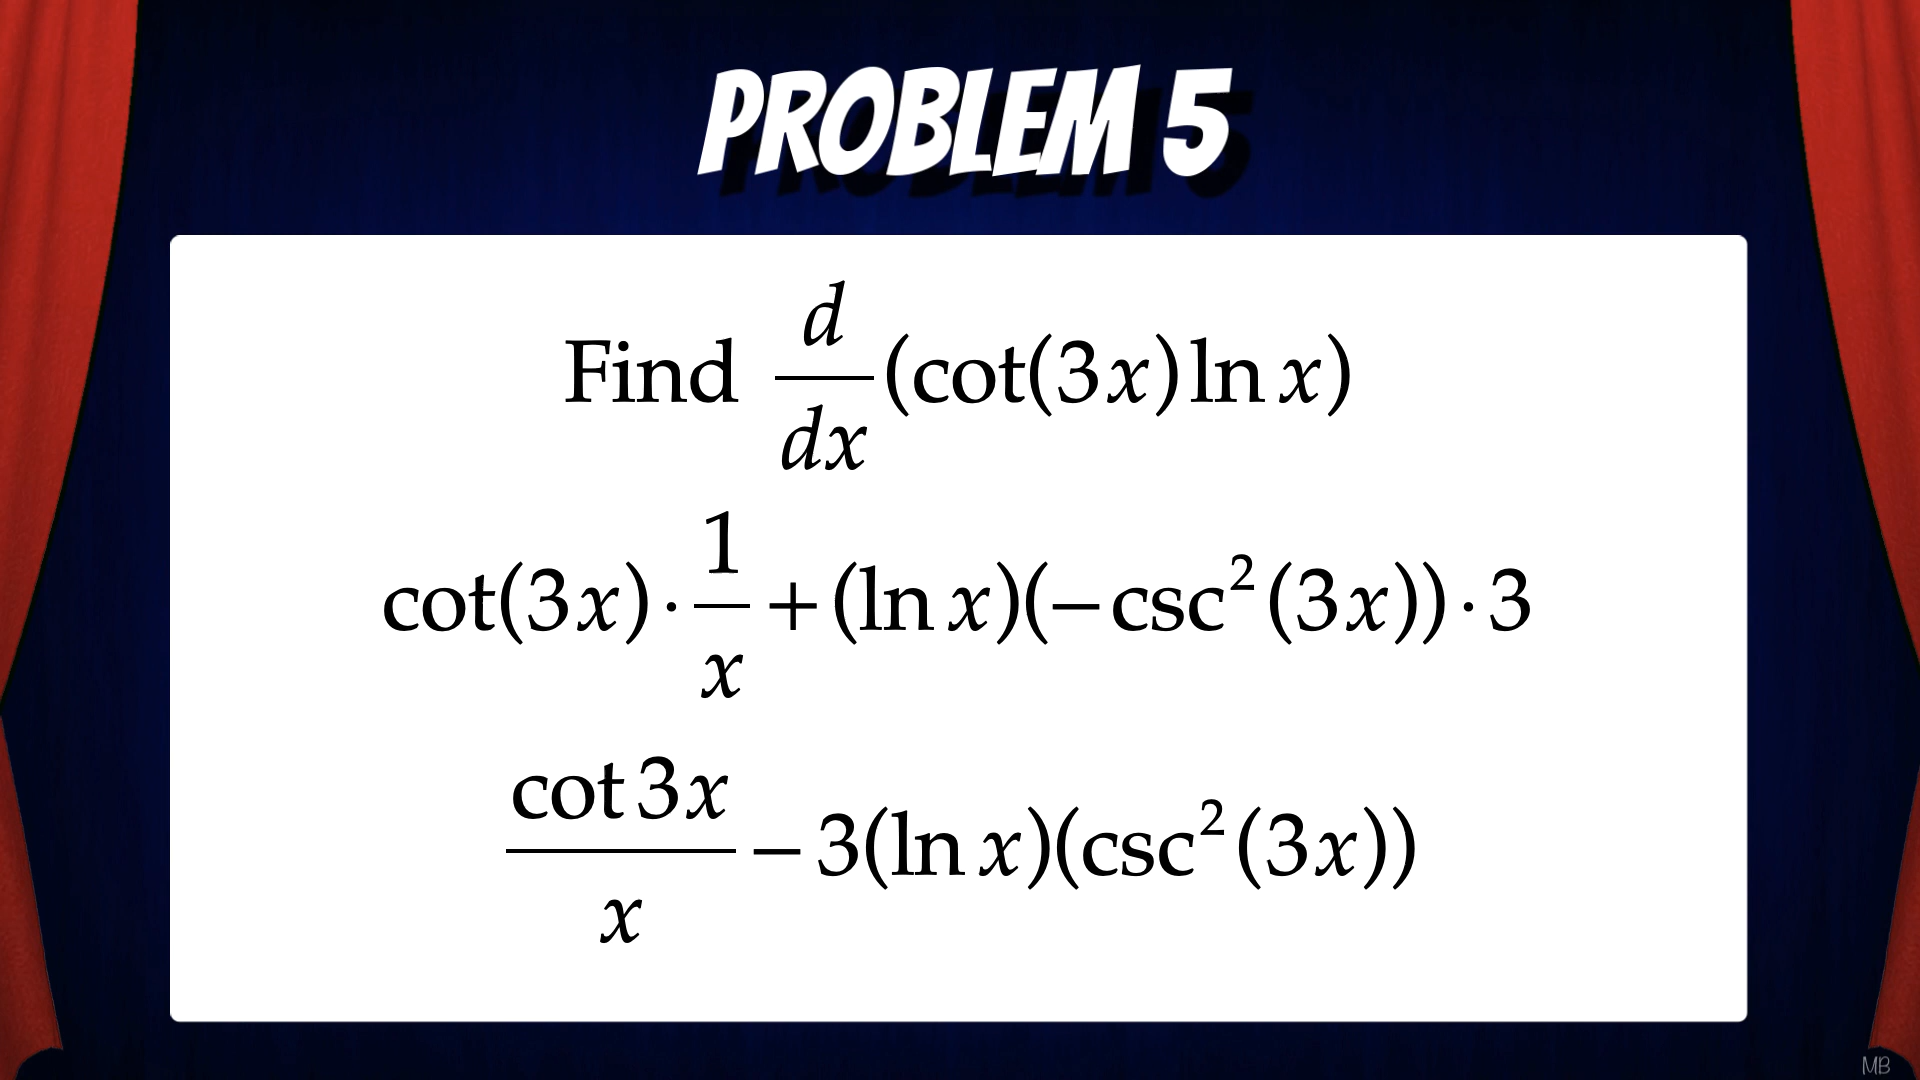 PROBLEM 5
Find d/dx (cot(3x) ln x)
cot(3x) · 1/x + (ln x)(−csc²(3x)) · 3
cot 3x/x − 3(ln x)(csc²(3x))
MB